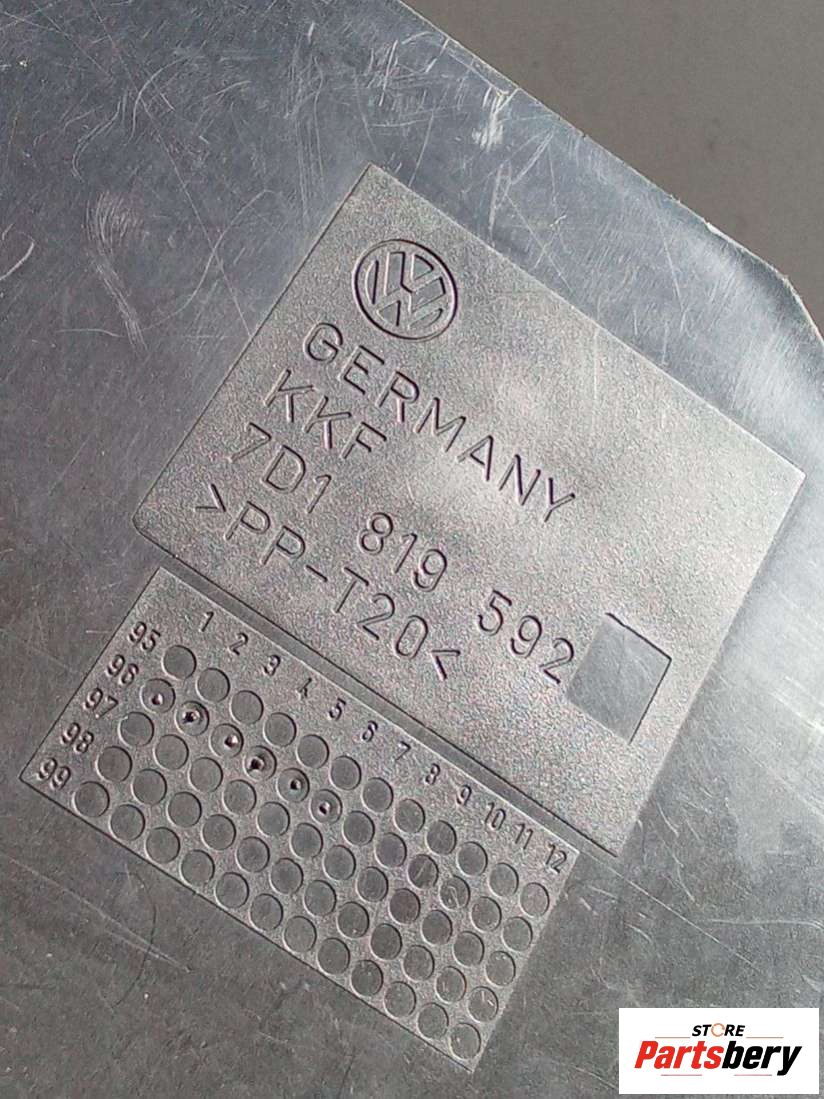 GERMANY
KKF
7D1 819 592
>PP-T20<
1 2 3 4 5 6 7 8 9 10 11 12
95
96
97
98
99
STORE
Partsbery